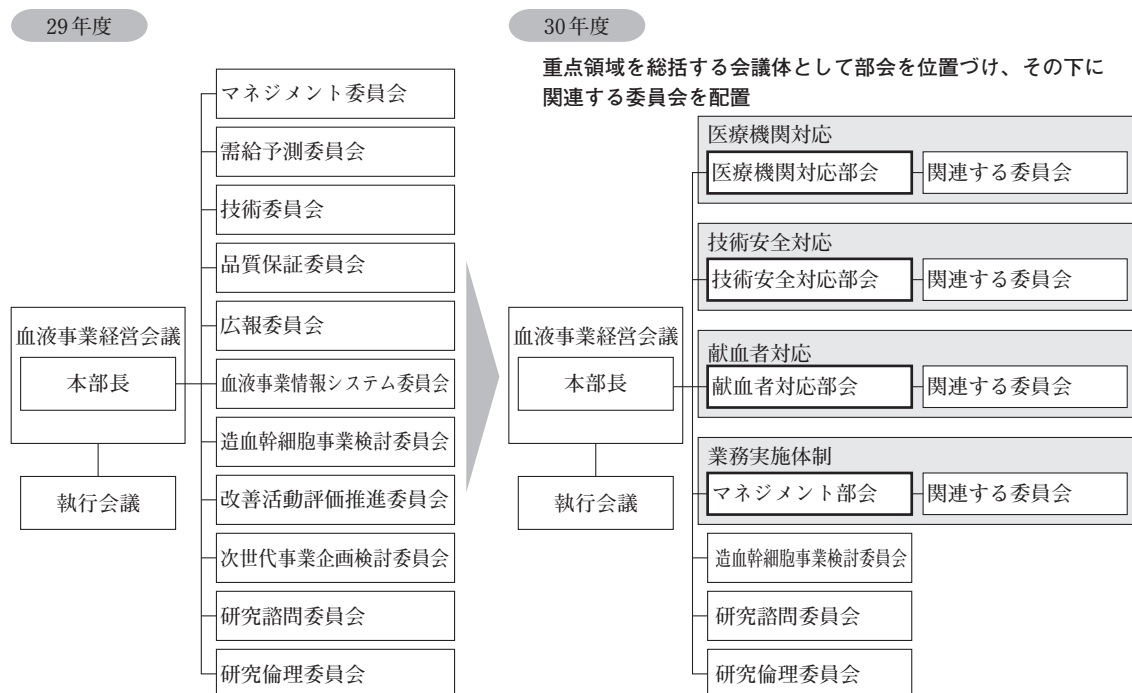 29年度
マネジメント委員会
需給予測委員会
技術委員会
品質保証委員会
広報委員会
血液事業経営会議
本部長
血液事業情報システム委員会
造血幹細胞事業検討委員会
執行会議
改善活動評価推進委員会
次世代事業企画検討委員会
研究諮問委員会
研究倫理委員会
30年度
重点領域を総括する会議体として部会を位置づけ、その下に
関連する委員会を配置
医療機関対応
医療機関対応部会
関連する委員会
技術安全対応
技術安全対応部会
関連する委員会
血液事業経営会議
本部長
献血者対応
献血者対応部会
関連する委員会
執行会議
業務実施体制
マネジメント部会
関連する委員会
造血幹細胞事業検討委員会
研究諮問委員会
研究倫理委員会